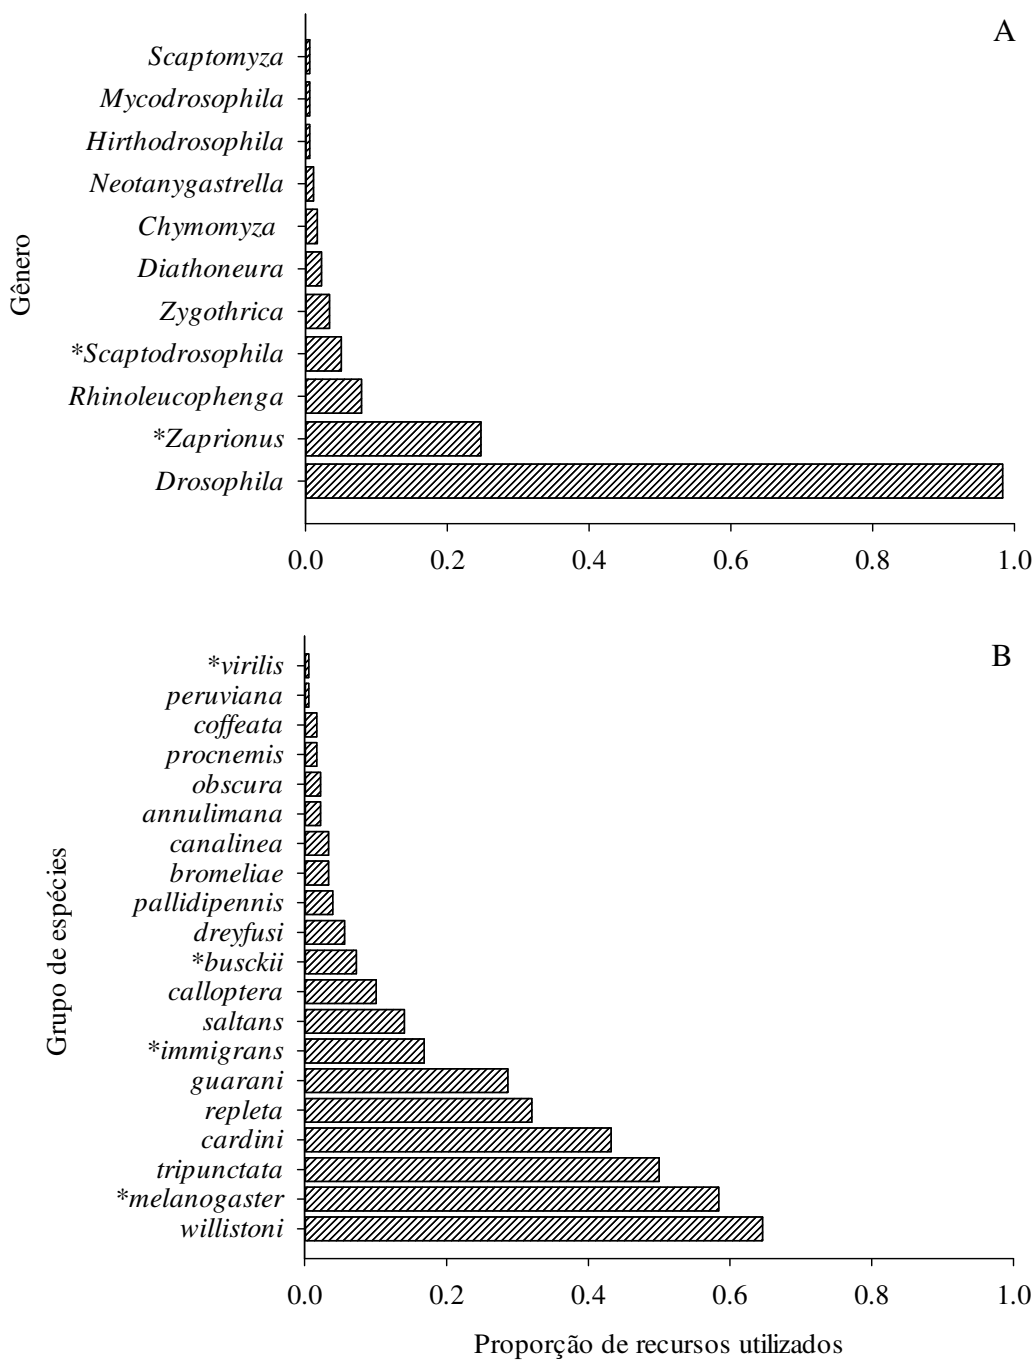 A
Scaptomyza
Mycodrosophila
Hirthodrosophila
Neotanygastrella
Chymomyza
Diathoneura
Zygothrica
*Scaptodrosophila
Rhinoleucophenga
*Zaprionus
Drosophila
Gênero
0.0 0.2 0.4 0.6 0.8 1.0
B
*virilis
peruviana
coffeata
procnemis
obscura
annulimana
canalinea
bromeliae
pallidipennis
dreyfusi
*busckii
calloptera
saltans
*immigrans
guarani
repleta
cardini
tripunctata
*melanogaster
willistoni
Grupo de espécies
0.0 0.2 0.4 0.6 0.8 1.0
Proporção de recursos utilizados